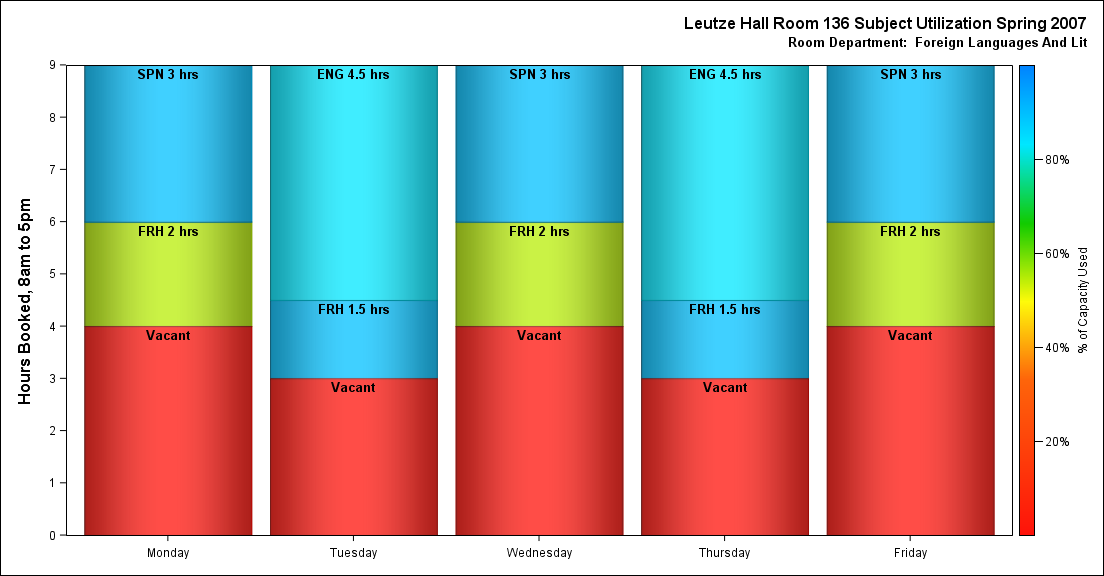 Leutze Hall Room 136 Subject Utilization Spring 2007
Room Department:  Foreign Languages And Lit
Hours Booked, 8am to 5pm
9
8
7
6
5
4
3
2
1
0
SPN 3 hrs
FRH 2 hrs
Vacant
ENG 4.5 hrs
FRH 1.5 hrs
Vacant
SPN 3 hrs
FRH 2 hrs
Vacant
ENG 4.5 hrs
FRH 1.5 hrs
Vacant
SPN 3 hrs
FRH 2 hrs
Vacant
Monday
Tuesday
Wednesday
Thursday
Friday
80%
60%
40%
20%
% of Capacity Used